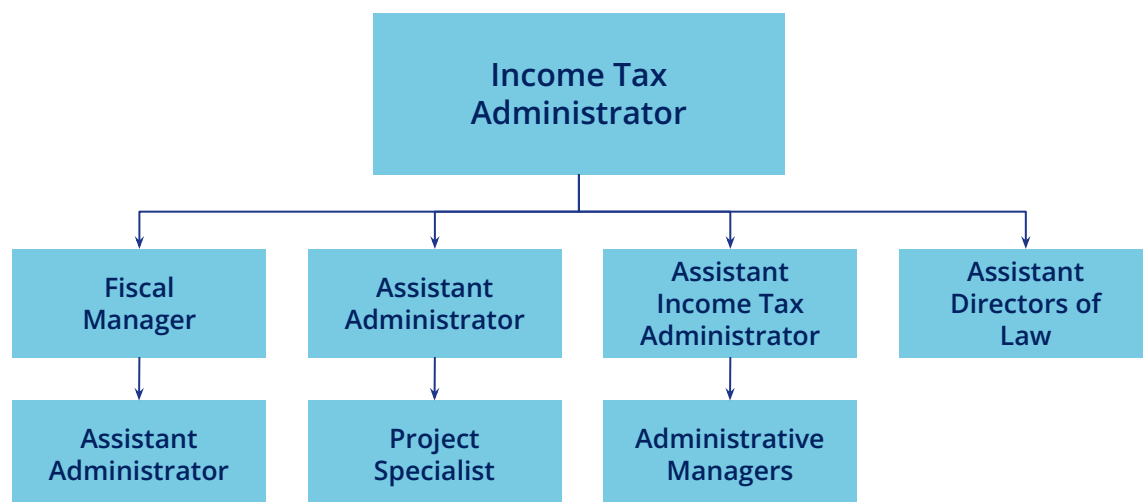 Income Tax
Administrator
Fiscal
Manager
Assistant
Administrator
Assistant
Income Tax
Administrator
Assistant
Directors of
Law
Assistant
Administrator
Project
Specialist
Administrative
Managers